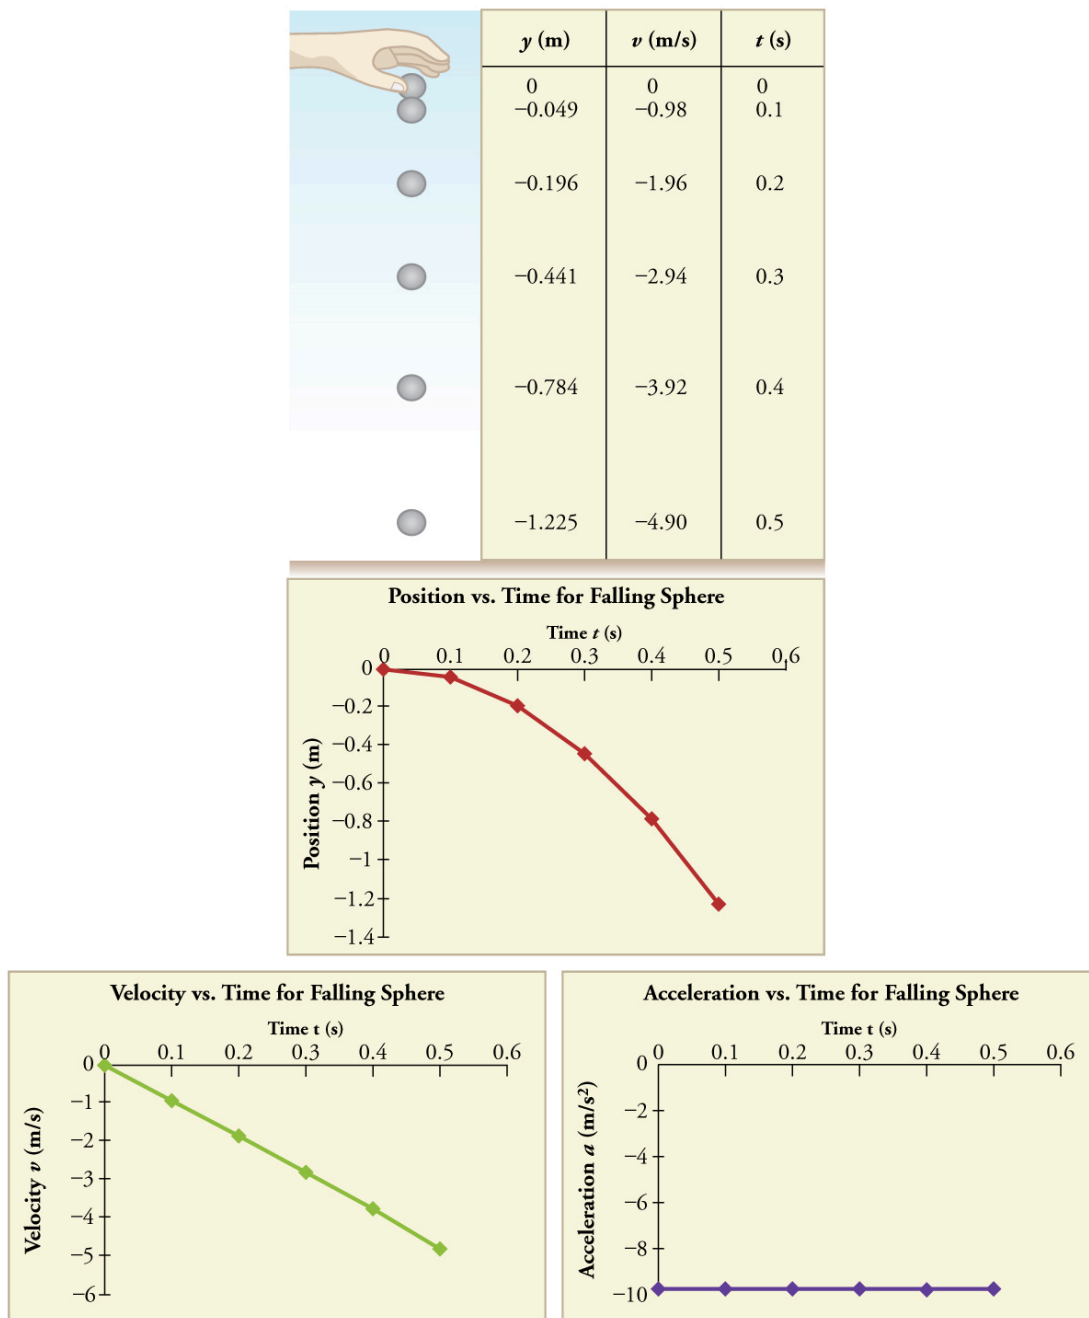 y (m) v (m/s) t (s)
0 0 0
−0.049 −0.98 0.1
−0.196 −1.96 0.2
−0.441 −2.94 0.3
−0.784 −3.92 0.4
−1.225 −4.90 0.5
Position vs. Time for Falling Sphere
Time t (s)
0 0.1 0.2 0.3 0.4 0.5 0.6
0
−0.2
−0.4
−0.6
−0.8
−1
−1.2
−1.4
Position y (m)
Velocity vs. Time for Falling Sphere
Time t (s)
0 0.1 0.2 0.3 0.4 0.5 0.6
0
−1
−2
−3
−4
−5
−6
Velocity v (m/s)
Acceleration vs. Time for Falling Sphere
Time t (s)
0 0.1 0.2 0.3 0.4 0.5 0.6
0
−2
−4
−6
−8
−10
Acceleration a (m/s²)